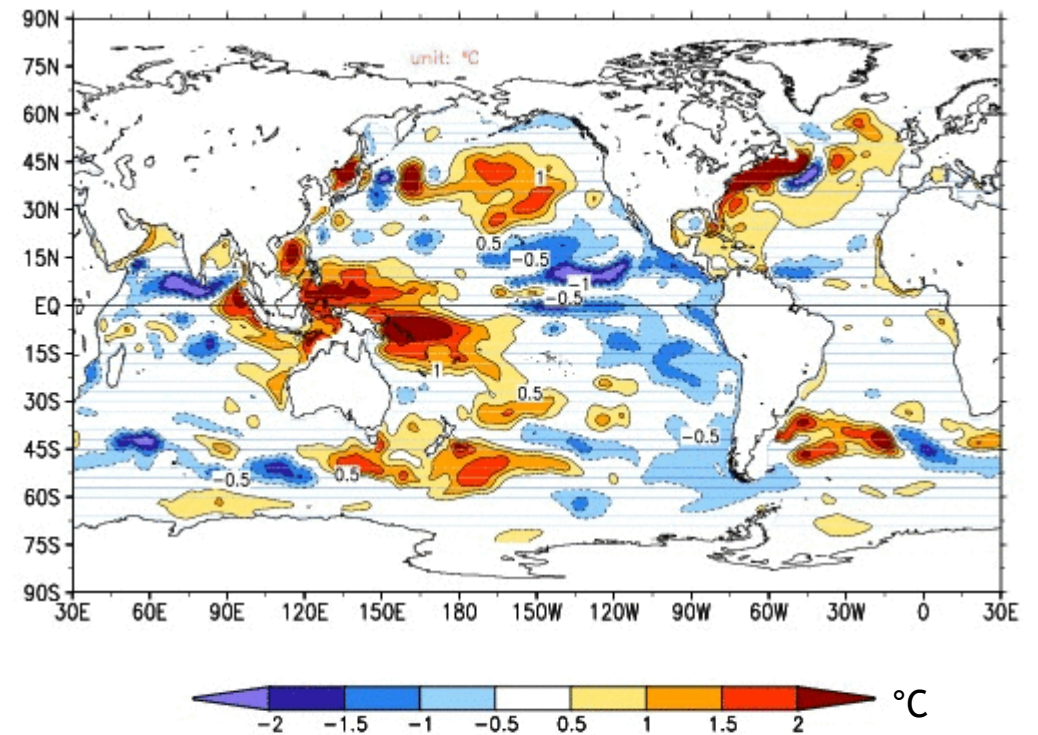 90N
unit: °C
75N
60N
45N
1
30N
0.5
15N
−0.5
−1
EQ
−0.5
15S
1
30S
0.5
−0.5
45S
0.5
−0.5
60S
75S
90S
30E 60E 90E 120E 150E 180 150W 120W 90W 60W 30W 0 30E
°C
−2 −1.5 −1 −0.5 0.5 1 1.5 2